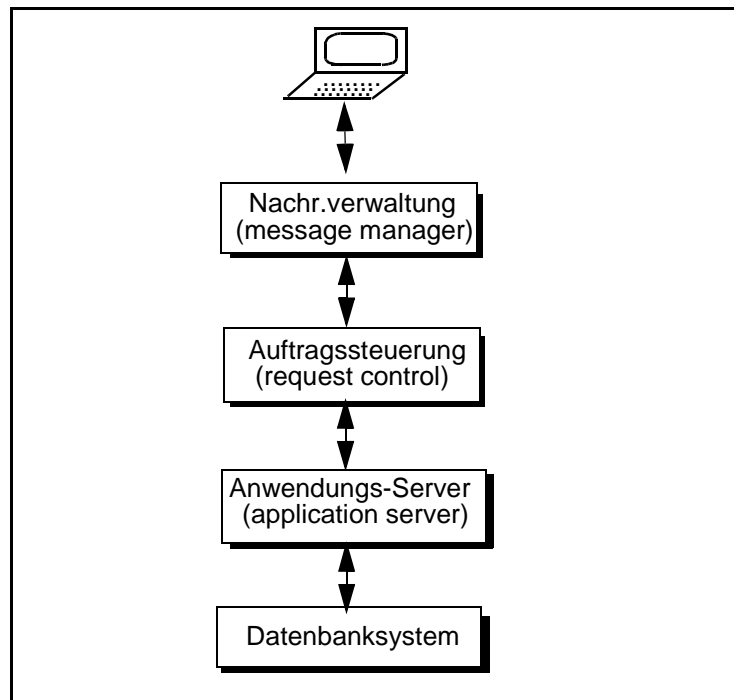 Nachr.verwaltung
(message manager)
Auftragssteuerung
(request control)
Anwendungs-Server
(application server)
Datenbanksystem